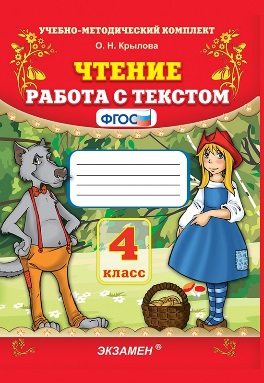 УЧЕБНО-МЕТОДИЧЕСКИЙ КОМПЛЕКТ
О. Н. Крылова
ЧТЕНИЕ
РАБОТА С ТЕКСТОМ
ФГОС
4
КЛАСС
ЭКЗАМЕН®